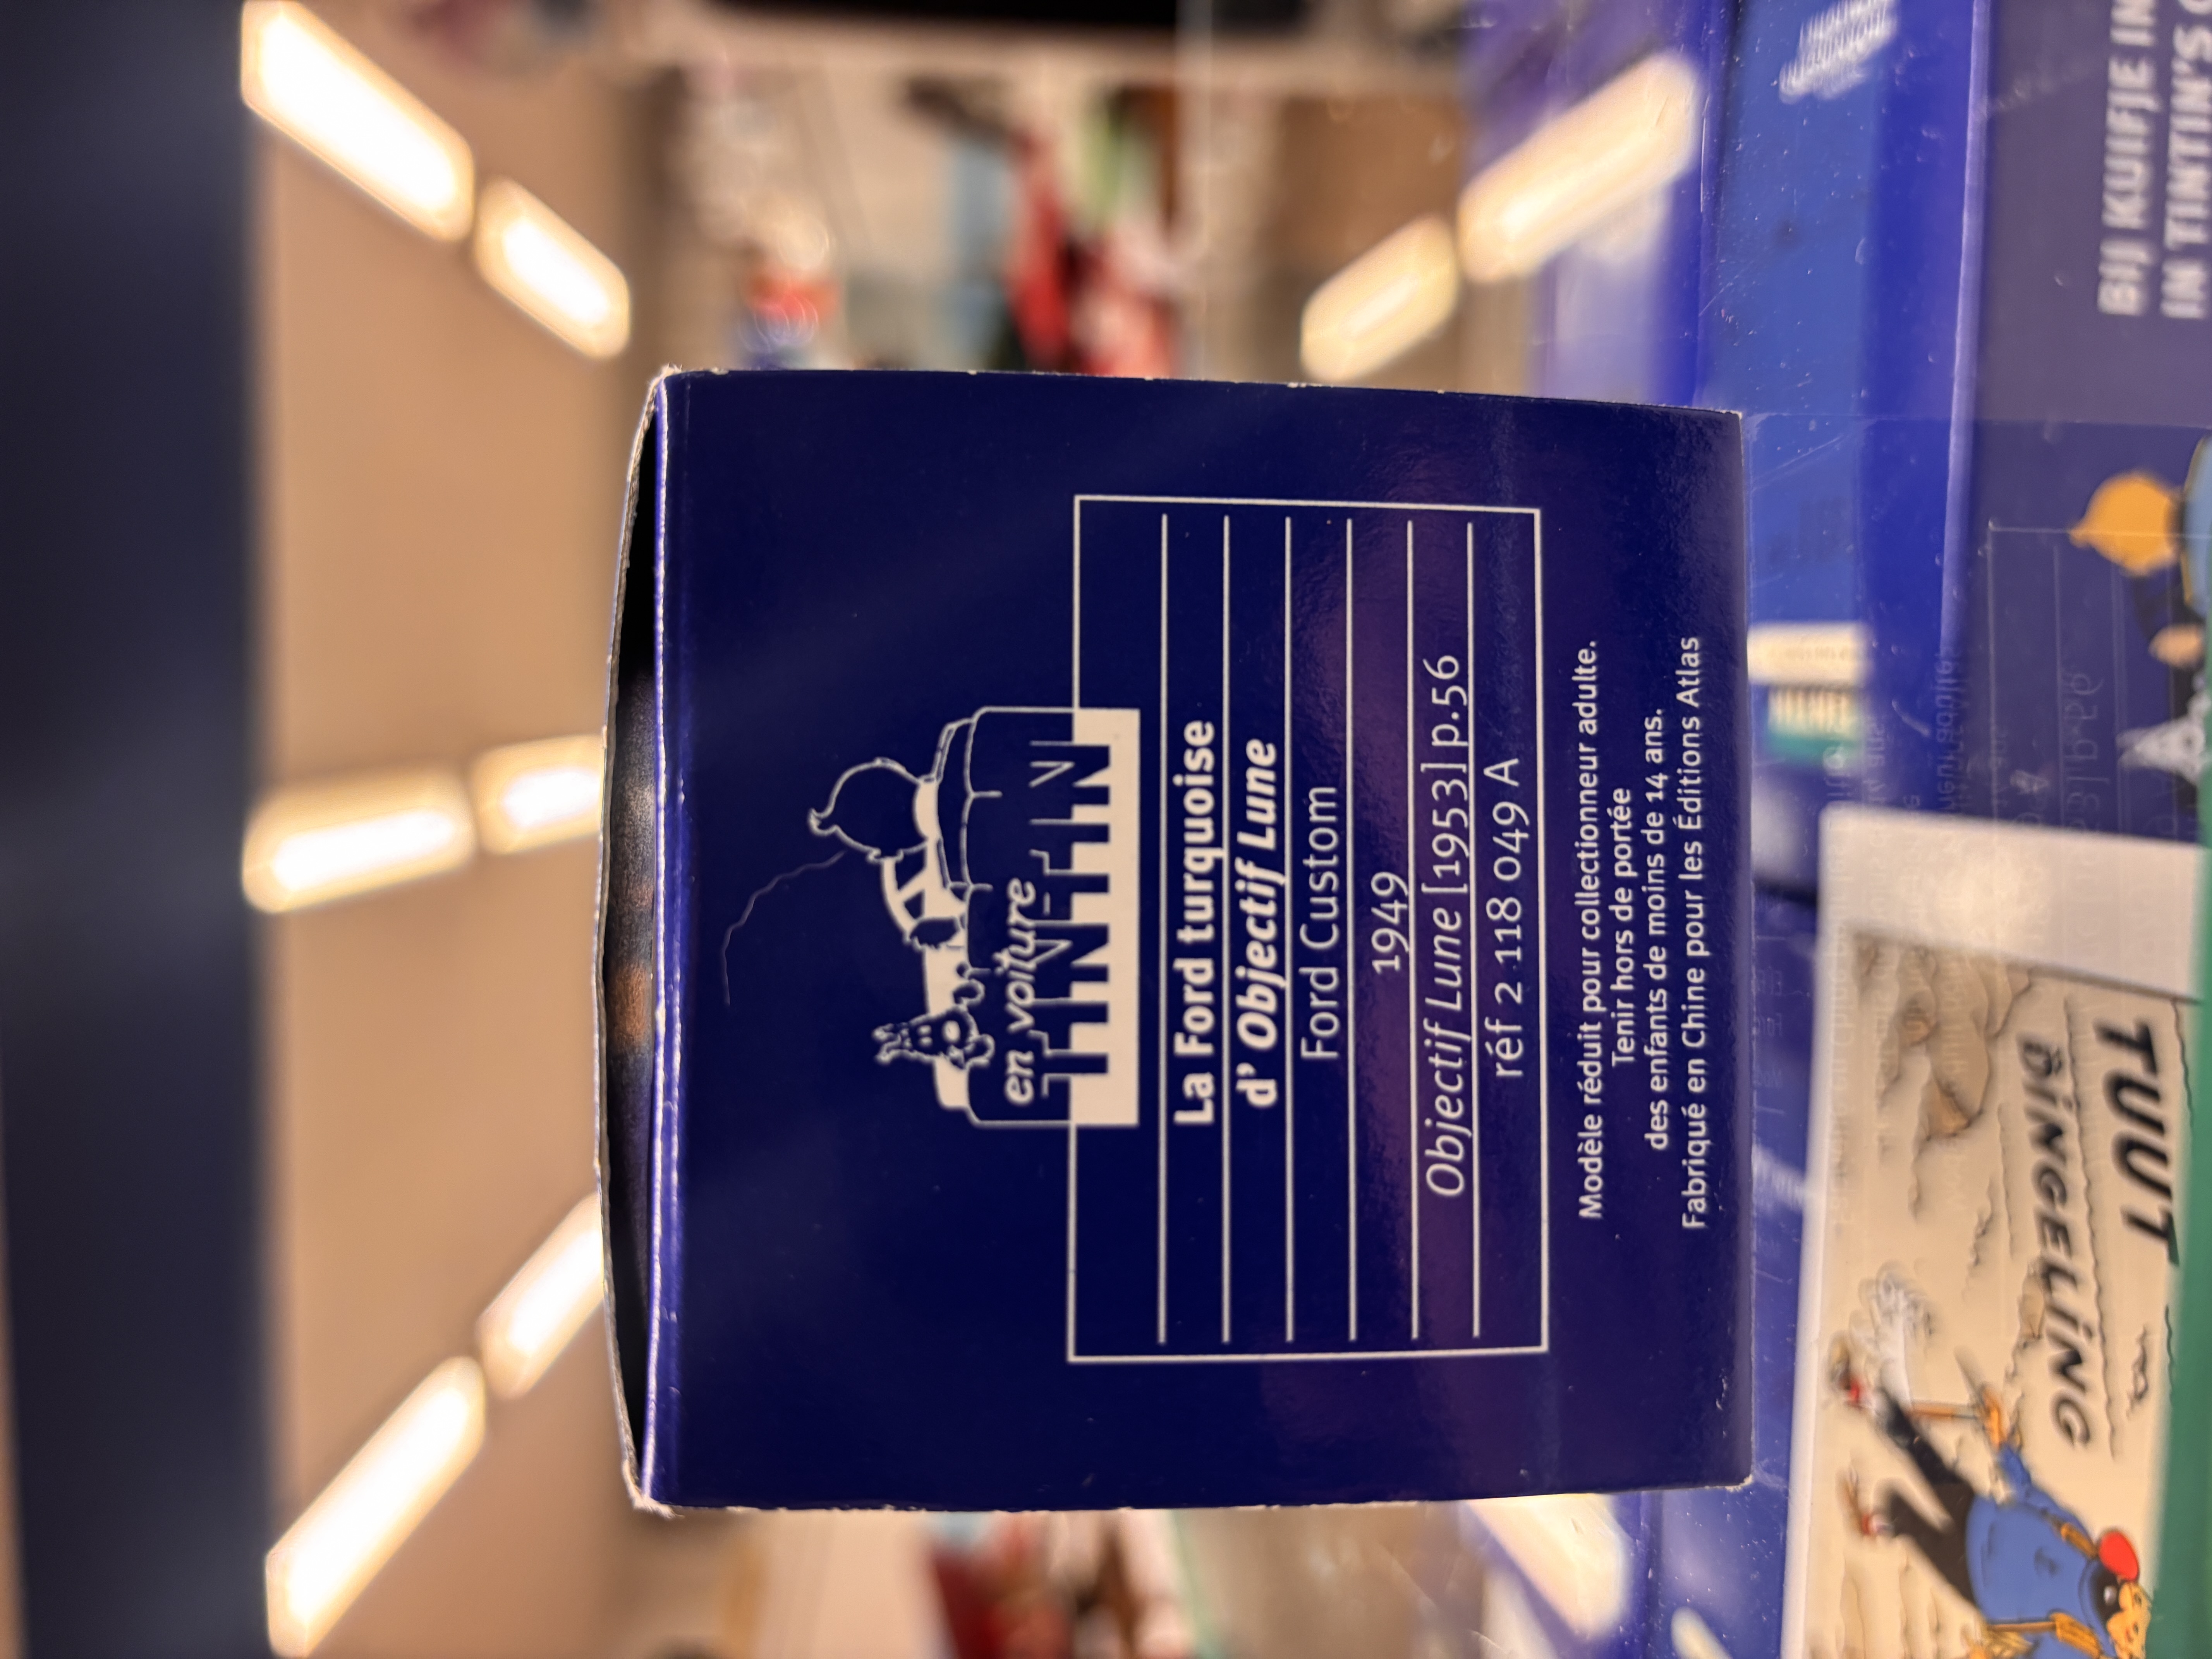 en voiture
TINTIN
La Ford turquoise
d' Objectif Lune
Ford Custom
1949
Objectif Lune [1953] p.56
réf 2 118 049 A
Modèle réduit pour collectionneur adulte.
Tenir hors de portée
des enfants de moins de 14 ans.
Fabriqué en Chine pour les Éditions Atlas
BIJ KUIFJE IN
IN TINTIN'S
TUUT
DINGELING